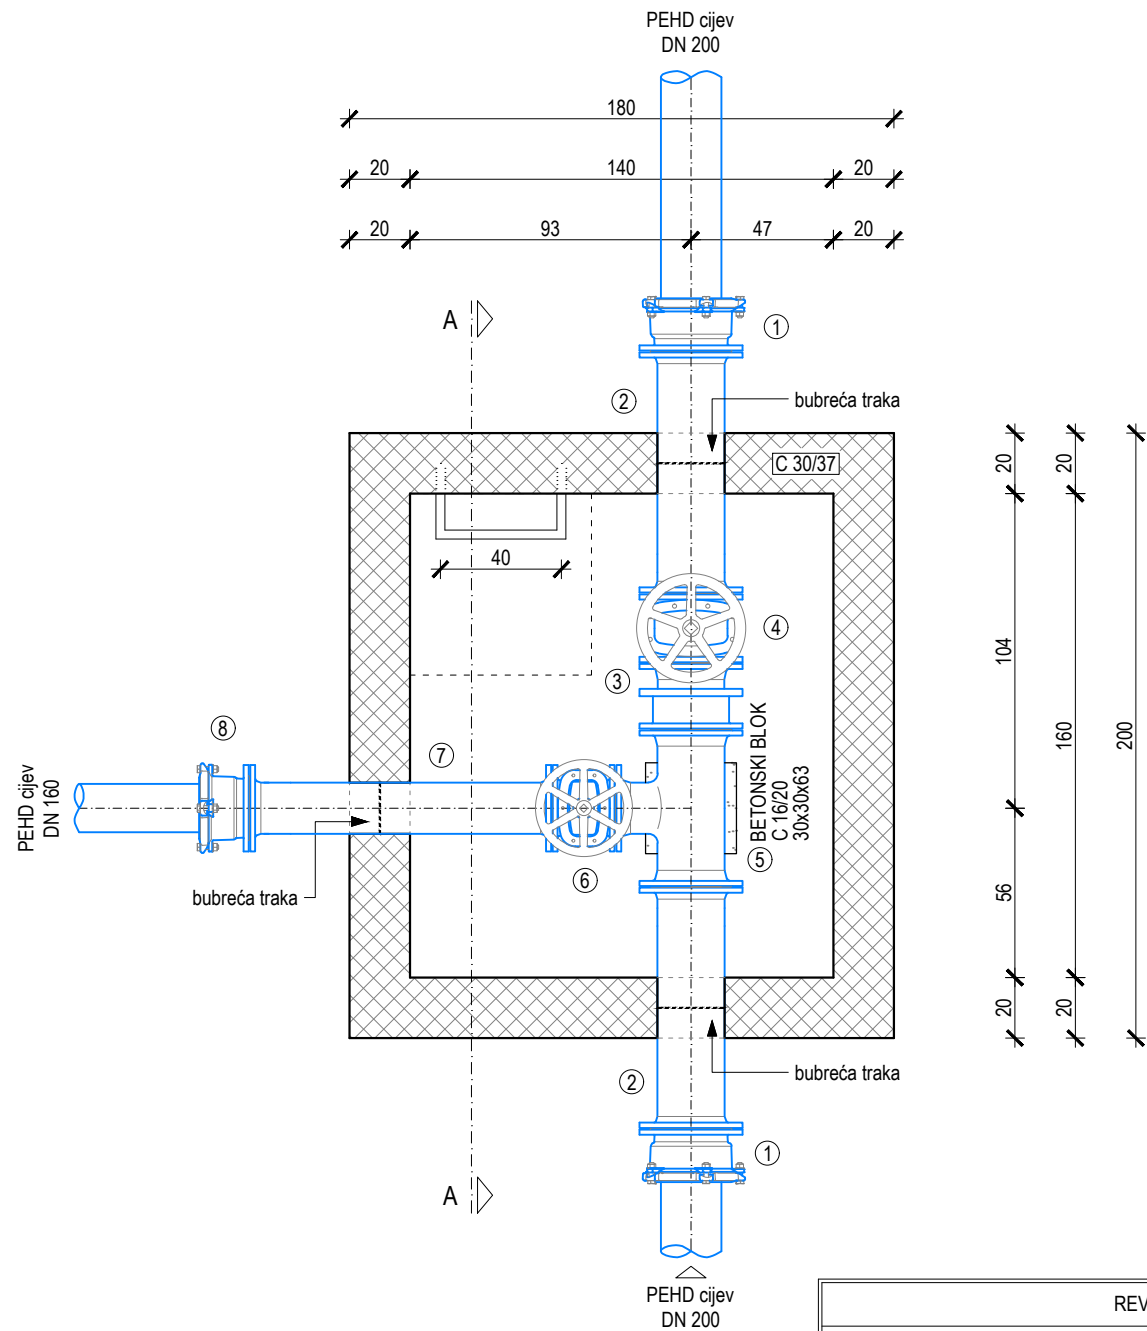 PEHD cijev
DN 200
180
20
140
20
20
93
47
20
A
1
2
bubreća traka
C 30/37
20
20
40
4
104
160
200
3
BETONSKI BLOK
C 16/20
30x30x63
8
7
PEHD cijev
DN 160
5
6
bubreća traka
56
20
20
bubreća traka
2
1
A
PEHD cijev
DN 200
REV